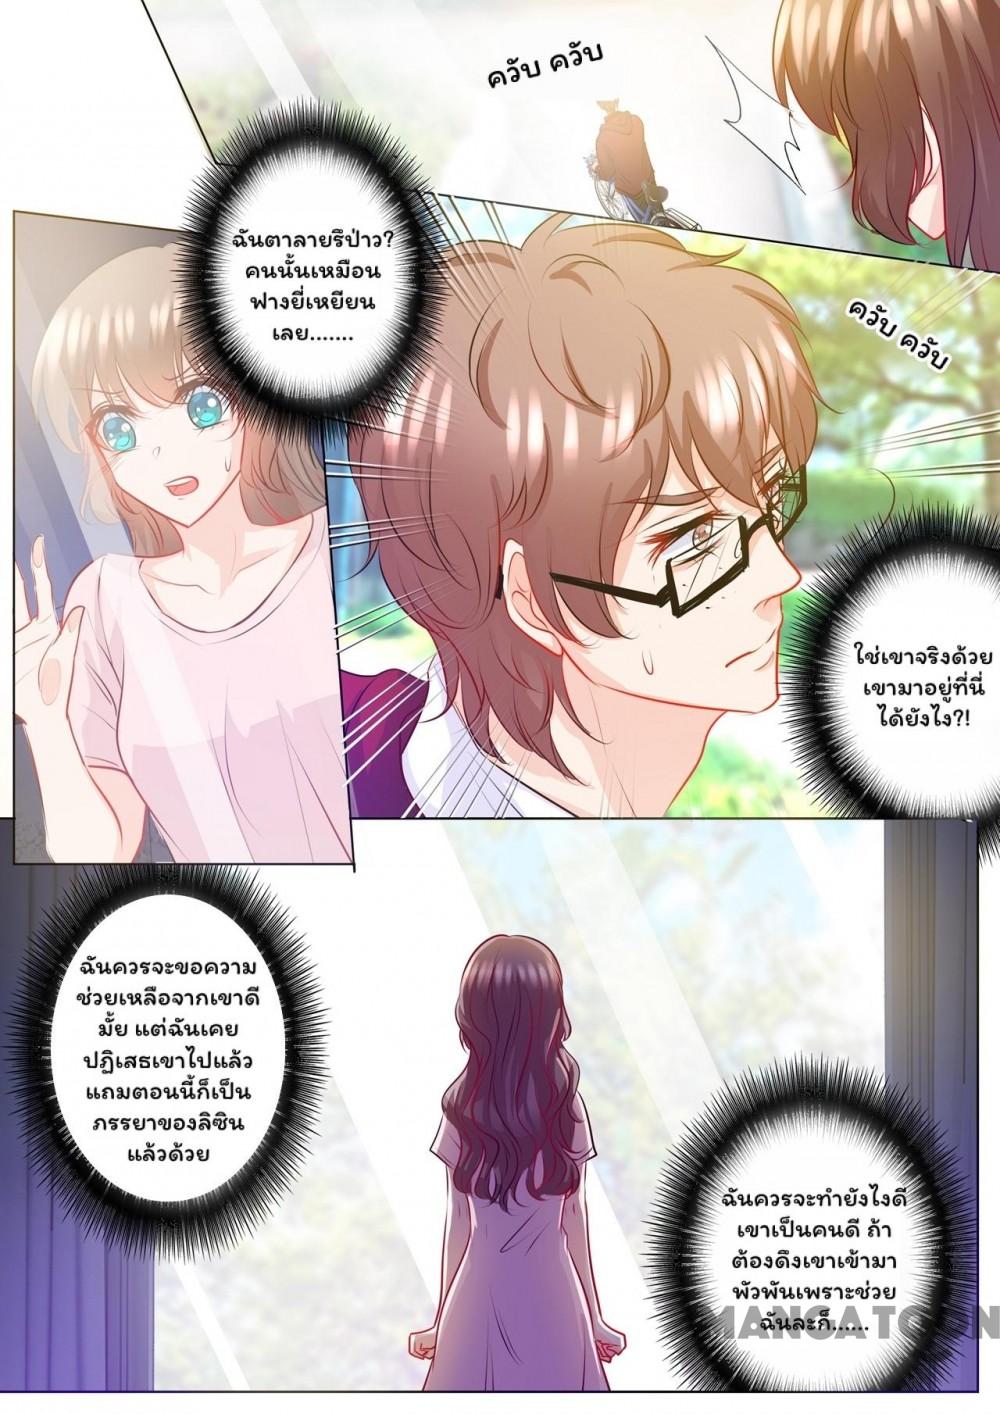 ควับ ควับ
ฉันตาลายรึป่าว?
คนนั้นเหมือน
ฟางยี่เหยียน
เลย.......
ควับ ควับ
ใช่เขาจริงด้วย
เขามาอยู่ที่นี่
ได้ยังไง?!
ฉันควรจะขอความ
ช่วยเหลือจากเขาดี
มั้ย แต่ฉันเคย
ปฏิเสธเขาไปแล้ว
แถมตอนนี้ก็เป็น
ภรรยาของลิซิน
แล้วด้วย
ฉันควรจะทำยังไงดี
เขาเป็นคนดี ถ้า
ต้องดึงเขาเข้ามา
พัวพันเพราะช่วย
ฉันละก็......
MANGATOON